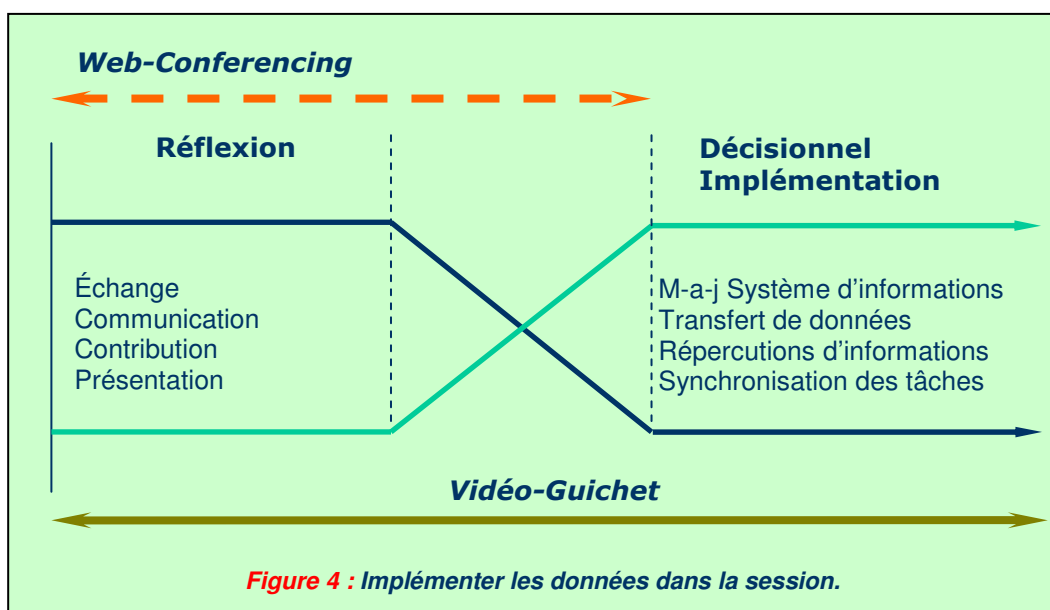 Web-Conferencing
Réflexion
Décisionnel
Implémentation
Échange
Communication
Contribution
Présentation
M-a-j Système d'informations
Transfert de données
Répercutions d'informations
Synchronisation des tâches
Vidéo-Guichet
Figure 4 : Implémenter les données dans la session.